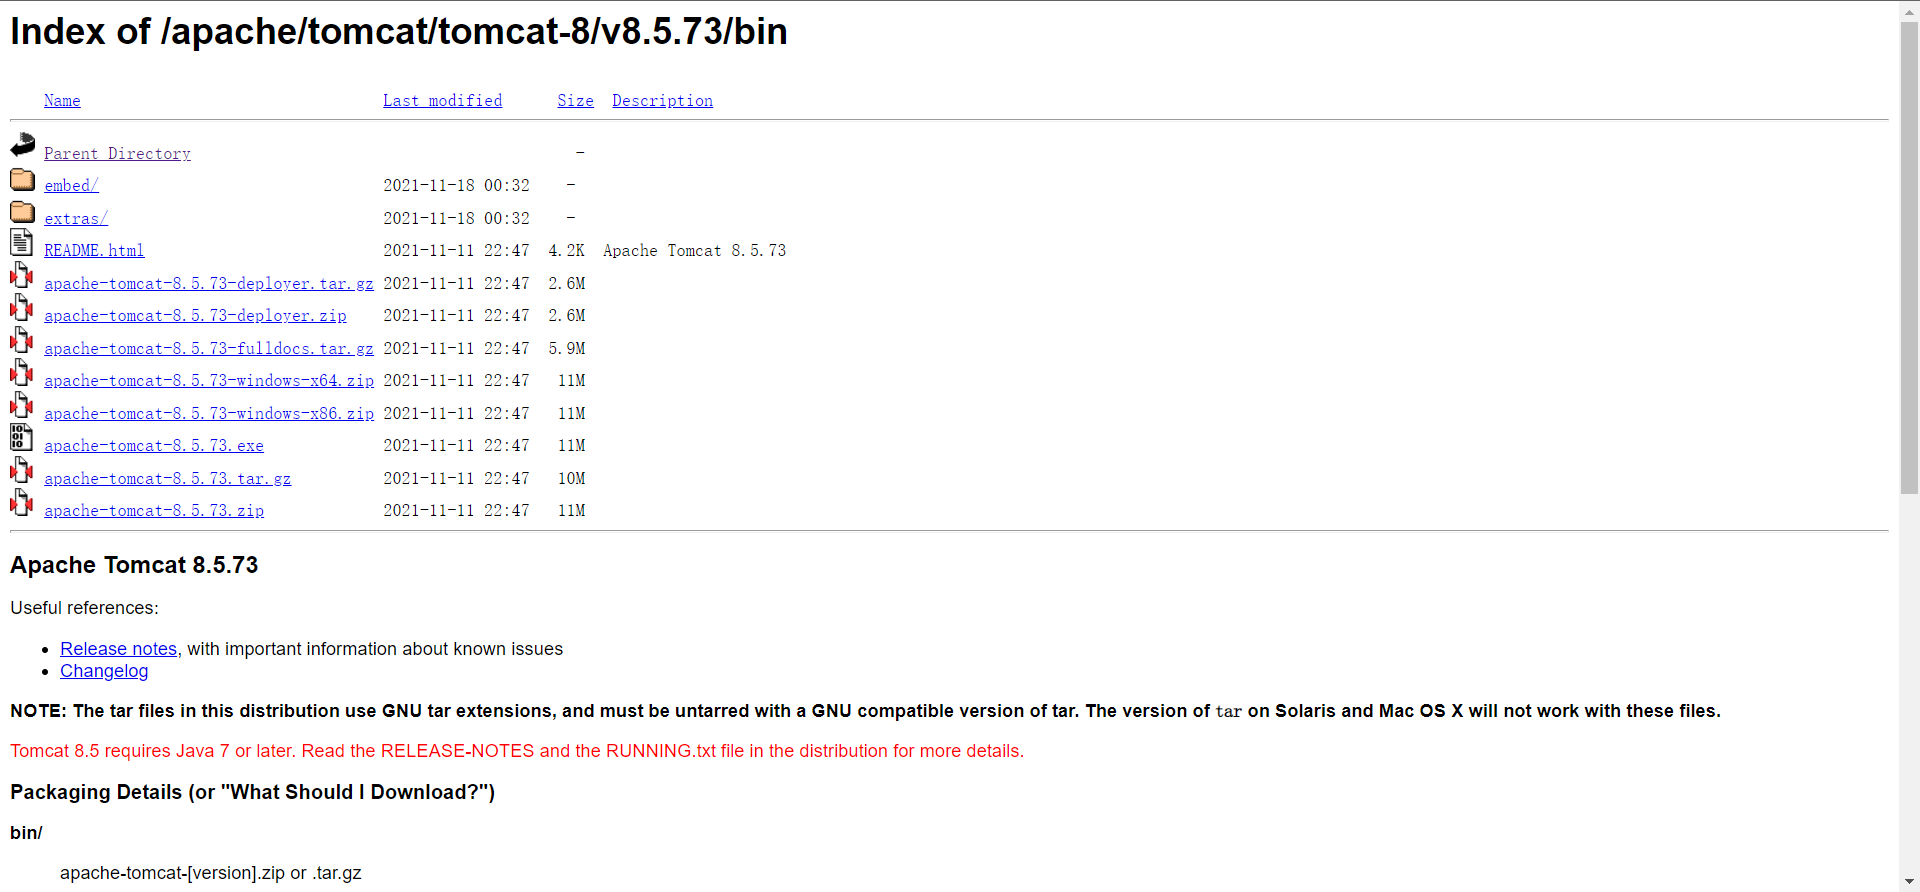 Index of /apache/tomcat/tomcat-8/v8.5.73/bin
Name Last modified Size Description
Parent Directory -
embed/ 2021-11-18 00:32 -
extras/ 2021-11-18 00:32 -
README.html 2021-11-11 22:47 4.2K Apache Tomcat 8.5.73
apache-tomcat-8.5.73-deployer.tar.gz 2021-11-11 22:47 2.6M
apache-tomcat-8.5.73-deployer.zip 2021-11-11 22:47 2.6M
apache-tomcat-8.5.73-fulldocs.tar.gz 2021-11-11 22:47 5.9M
apache-tomcat-8.5.73-windows-x64.zip 2021-11-11 22:47 11M
apache-tomcat-8.5.73-windows-x86.zip 2021-11-11 22:47 11M
apache-tomcat-8.5.73.exe 2021-11-11 22:47 11M
apache-tomcat-8.5.73.tar.gz 2021-11-11 22:47 10M
apache-tomcat-8.5.73.zip 2021-11-11 22:47 11M
Apache Tomcat 8.5.73
Useful references:
• Release notes, with important information about known issues
• Changelog
NOTE: The tar files in this distribution use GNU tar extensions, and must be untarred with a GNU compatible version of tar. The version of tar on Solaris and Mac OS X will not work with these files.
Tomcat 8.5 requires Java 7 or later. Read the RELEASE-NOTES and the RUNNING.txt file in the distribution for more details.
Packaging Details (or "What Should I Download?")
bin/
apache-tomcat-[version].zip or .tar.gz